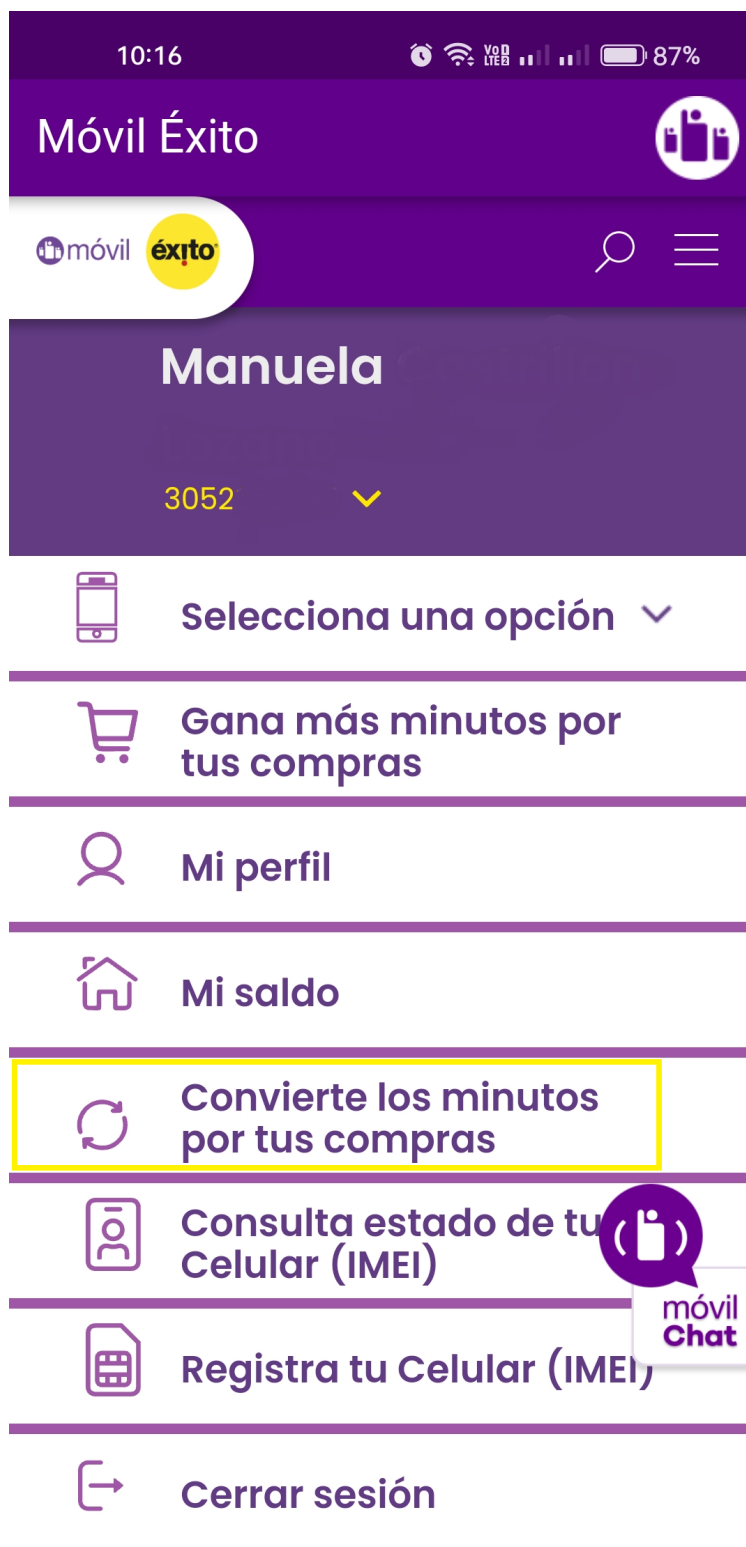 10:16
Vo) LTE2 87%
Móvil Éxito
móvil éxito
Manuela
3052
Selecciona una opción
Gana más minutos por
tus compras
Mi perfil
Mi saldo
Convierte los minutos
por tus compras
Consulta estado de tu
Celular (IMEI)
móvil
Chat
Registra tu Celular (IMEI)
Cerrar sesión